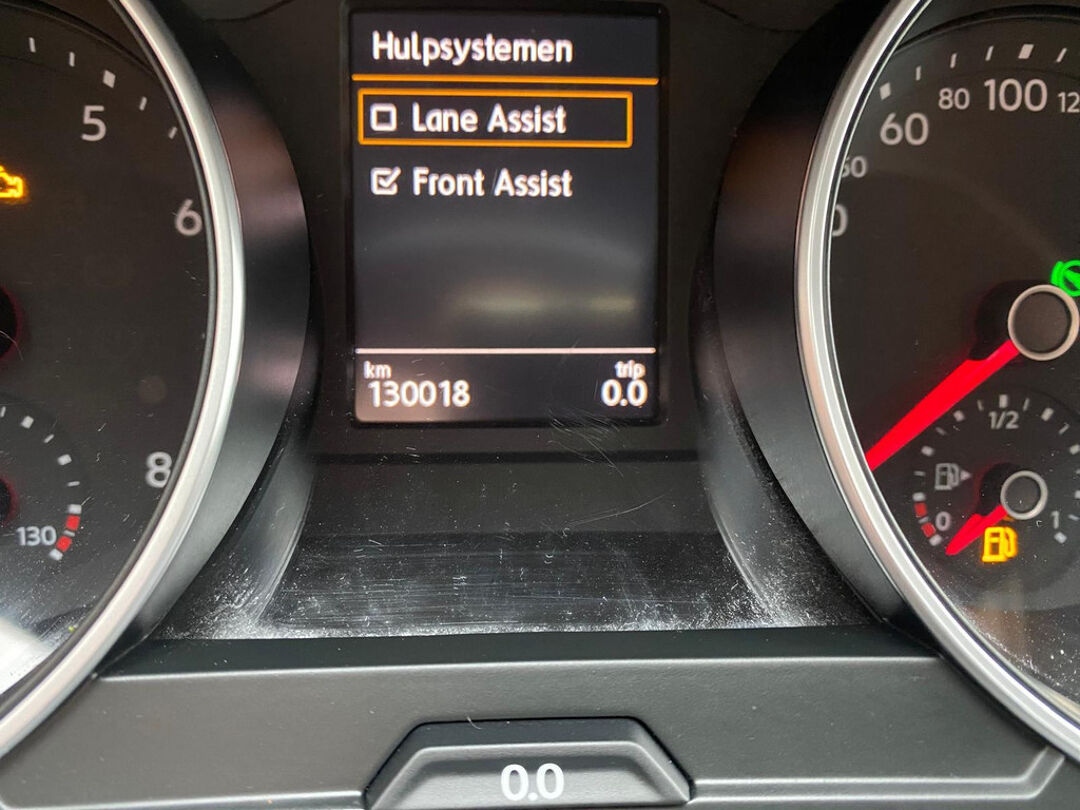 Hulpsystemen
Lane Assist
Front Assist
km
trip
130018
0.0
5
6
8
130
60
80
100
1/2
0
1
0.0